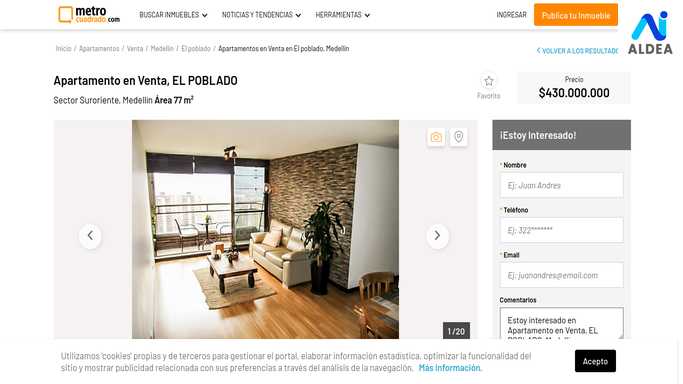 metro
cuadrado.com
BUSCAR INMUEBLES
NOTICIAS Y TENDENCIAS
HERRAMIENTAS
INGRESAR
Publica tu Inmueble
ALDEA
Inicio / Apartamentos / Venta / Medellin / El poblado / Apartamentos en Venta en El poblado, Medellin
VOLVER A LOS RESULTAD
Apartamento en Venta, EL POBLADO
Sector Suroriente, Medellin Área 77 m²
Favorito
Precio
$430.000.000
¡Estoy Interesado!
* Nombre
Ej: Juan Andres
* Teléfono
Ej: 322*******
* Email
Ej: juanandres@email.com
Comentarios
Estoy interesado en
Apartamento en Venta, EL
1 / 20
Utilizamos 'cookies' propias y de terceros para gestionar el portal, elaborar información estadística, optimizar la funcionalidad del
sitio y mostrar publicidad relacionada con sus preferencias a través del análisis de la navegación. Más Información.
Acepto